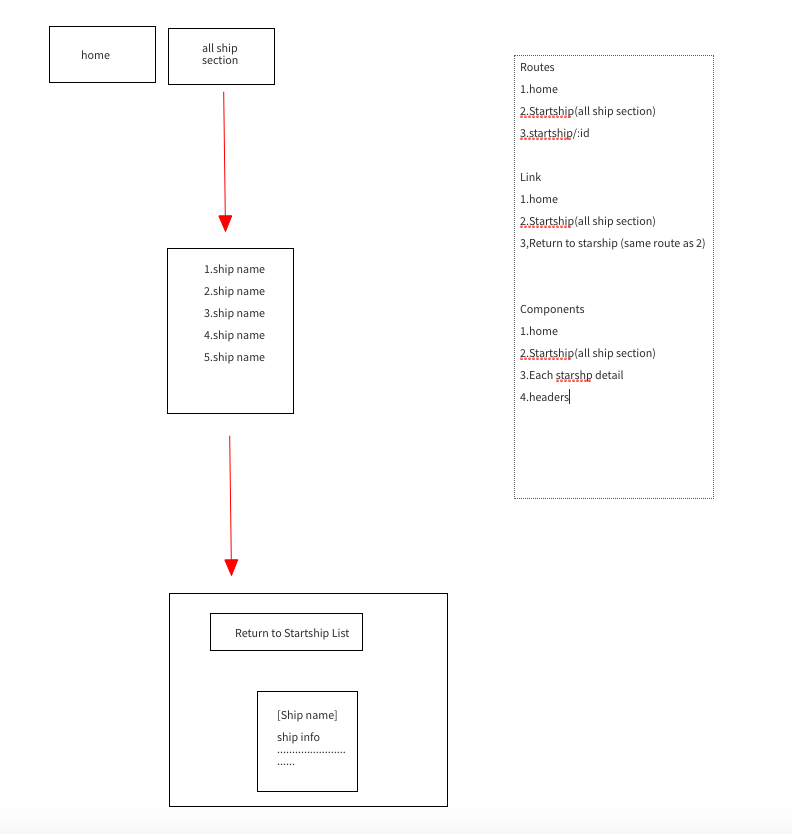 home
all ship
section
1.ship name
2.ship name
3.ship name
4.ship name
5.ship name
Return to Startship List
[Ship name]
ship info
.......................
......
Routes
1.home
2.Startship(all ship section)
3.startship/:id
Link
1.home
2.Startship(all ship section)
3,Return to starship (same route as 2)
Components
1.home
2.Startship(all ship section)
3.Each starshp detail
4.headers